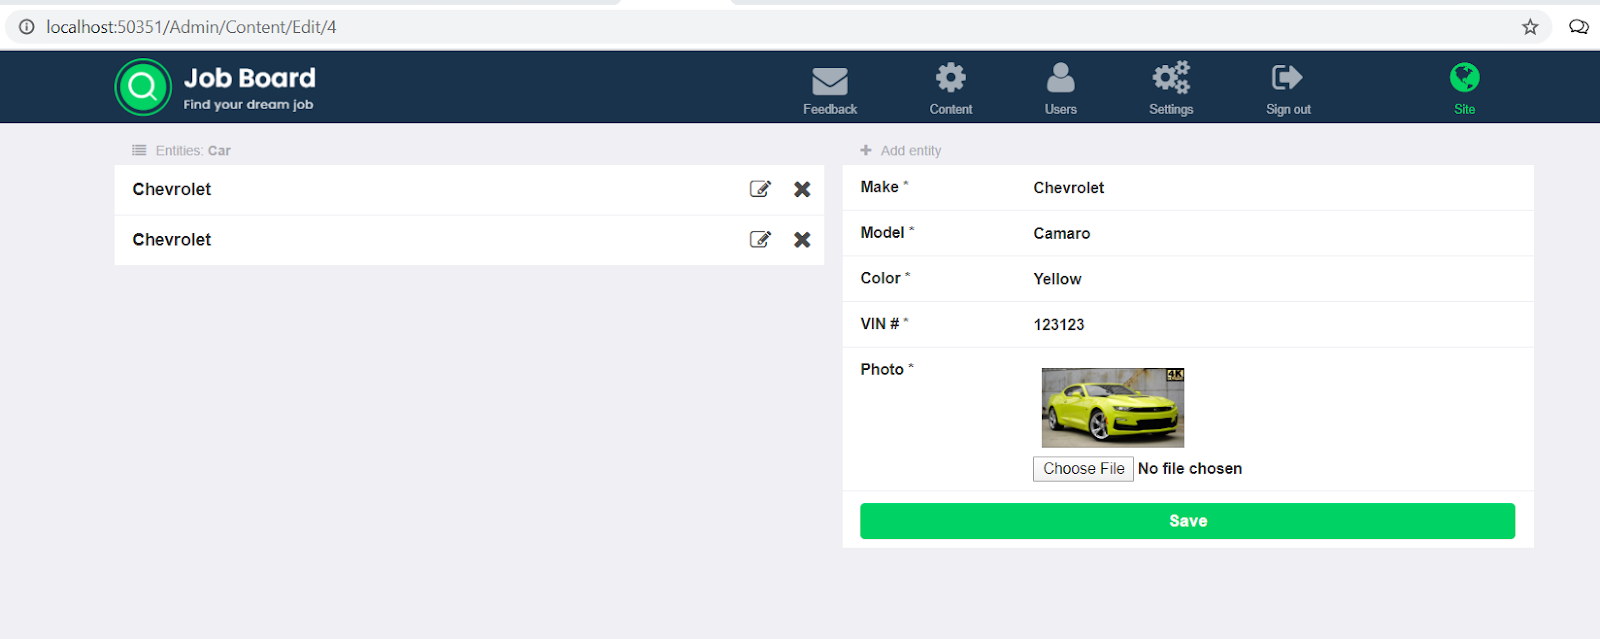 localhost:50351/Admin/Content/Edit/4
Job Board
Find your dream job
Feedback
Content
Users
Settings
Sign out
Site
Entities: Car
Chevrolet
Chevrolet
Add entity
Make * Chevrolet
Model * Camaro
Color * Yellow
VIN # * 123123
Photo *
4K
Choose File No file chosen
Save